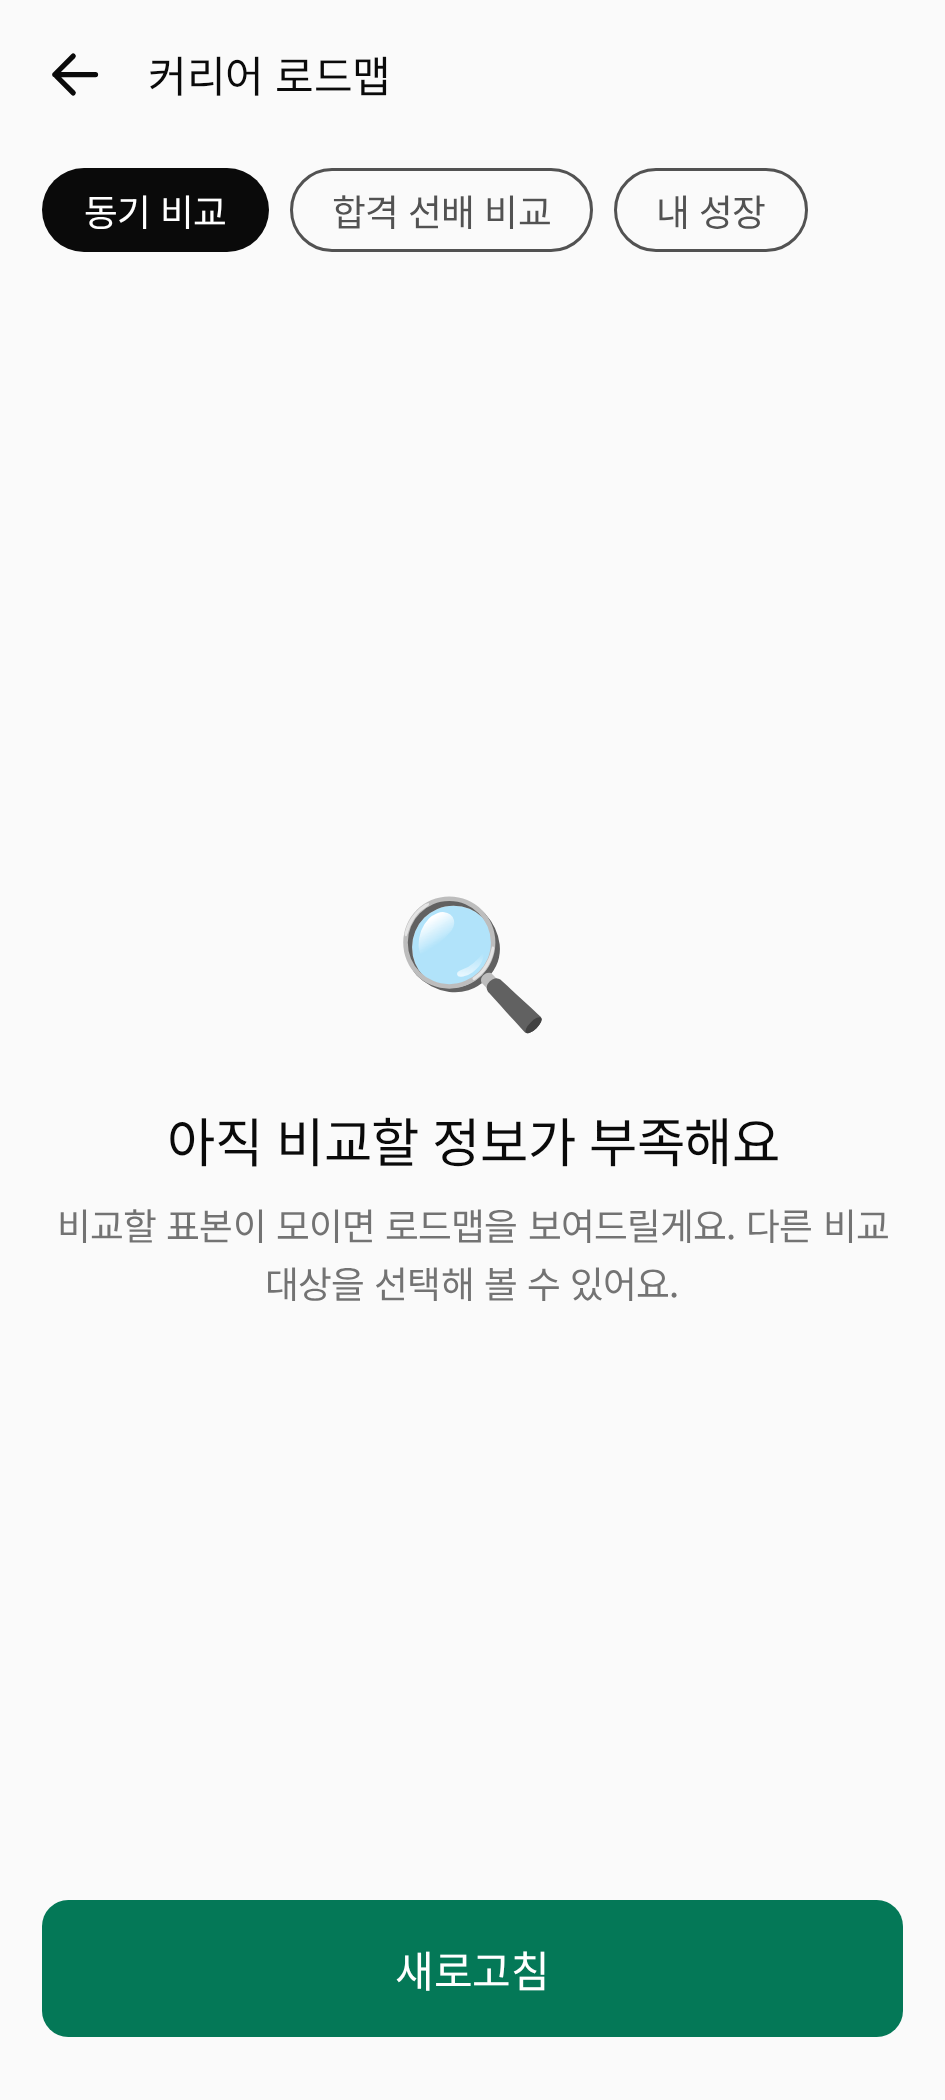 커리어 로드맵
동기 비교
합격 선배 비교
내 성장
아직 비교할 정보가 부족해요
비교할 표본이 모이면 로드맵을 보여드릴게요. 다른 비교
대상을 선택해 볼 수 있어요.
새로고침